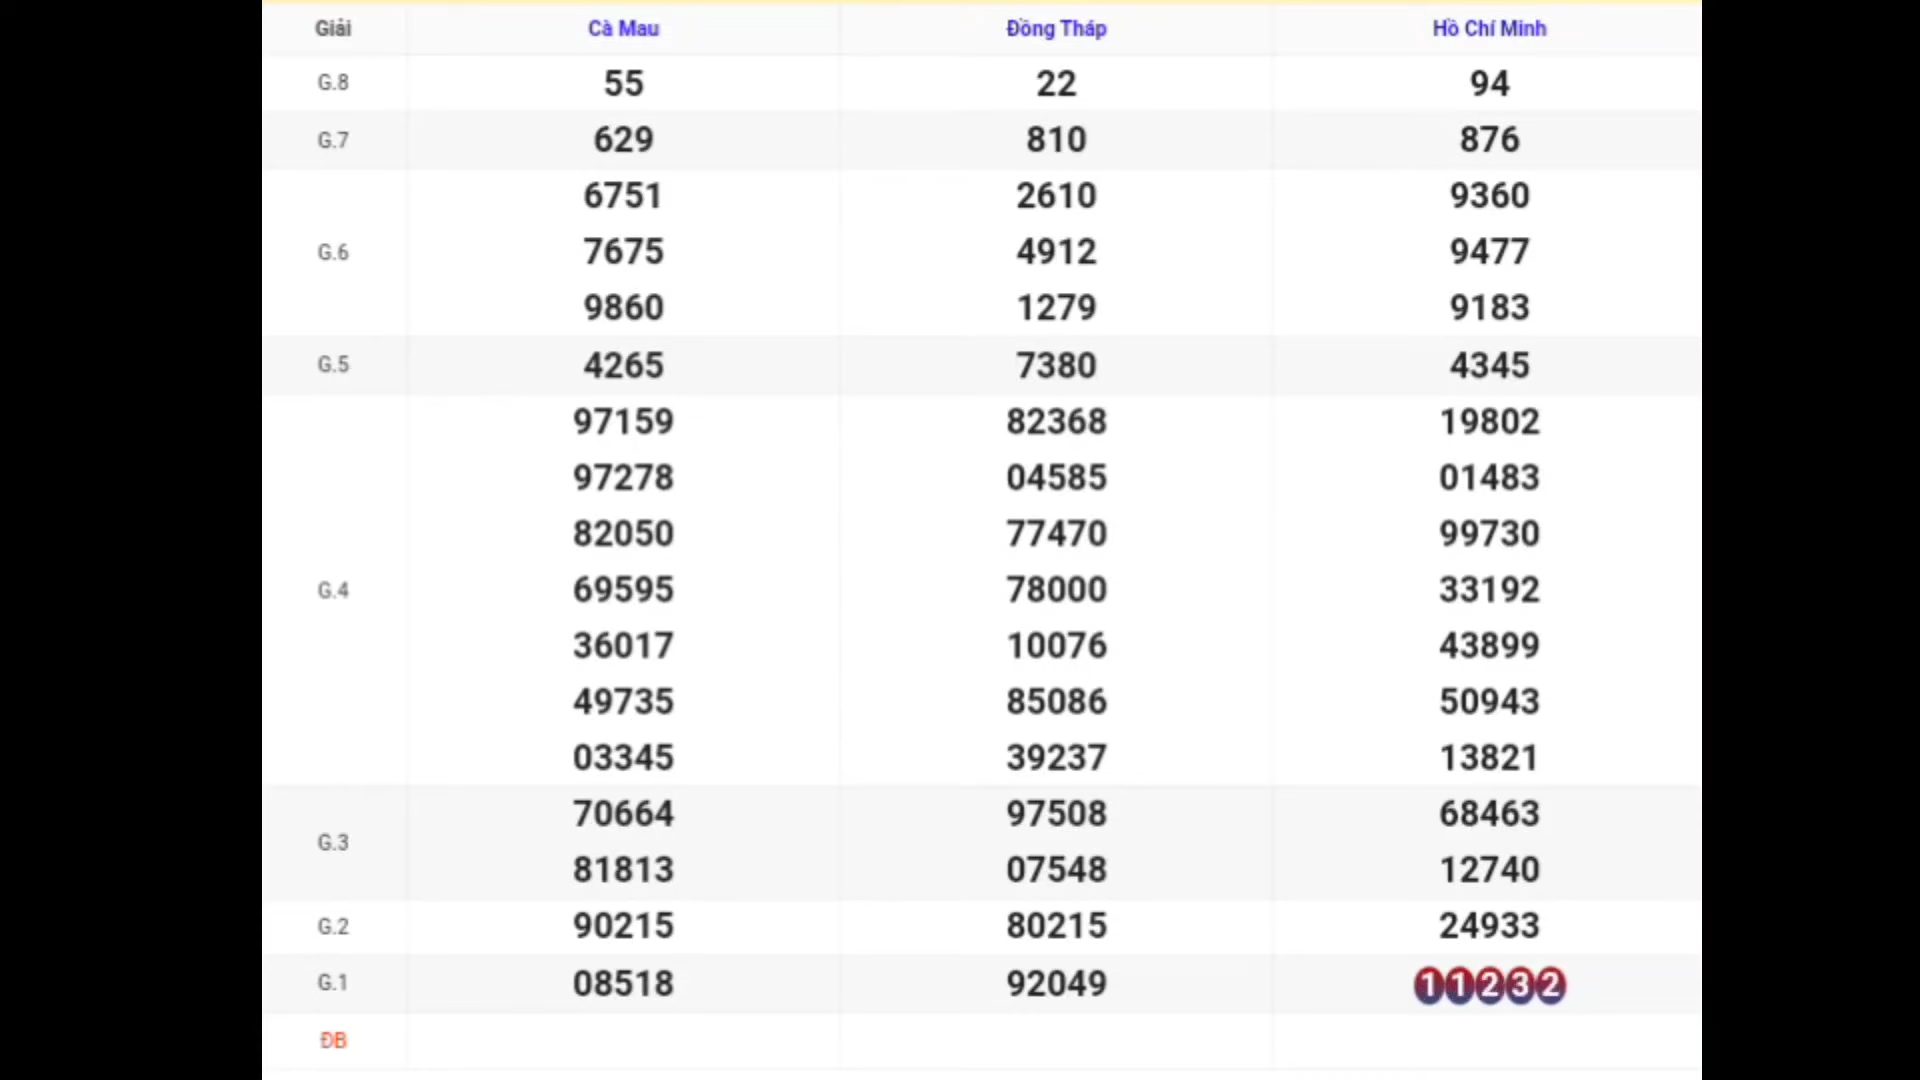 Giải Cà Mau Đồng Tháp Hồ Chí Minh
G.8 55 22 94
G.7 629 810 876
6751 2610 9360
G.6 7675 4912 9477
9860 1279 9183
G.5 4265 7380 4345
97159 82368 19802
97278 04585 01483
82050 77470 99730
G.4 69595 78000 33192
36017 10076 43899
49735 85086 50943
03345 39237 13821
G.3
70664 97508 68463
81813 07548 12740
G.2 90215 80215 24933
G.1 08518 92049 11232
ĐB